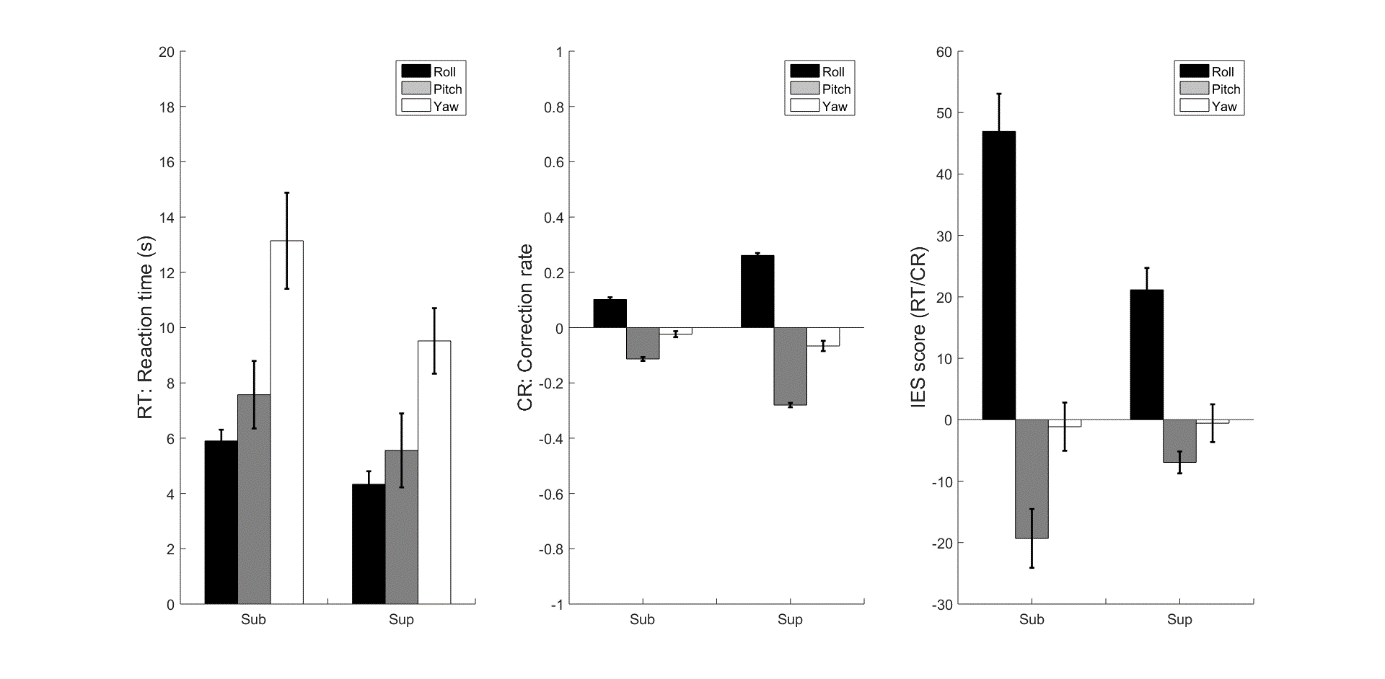 RT: Reaction time (s)
20
18
16
14
12
10
8
6
4
2
0
Roll
Pitch
Yaw
Sub
Sup
CR: Correction rate
1
0.8
0.6
0.4
0.2
0
-0.2
-0.4
-0.6
-0.8
-1
Roll
Pitch
Yaw
Sub
Sup
IES score (RT/CR)
60
50
40
30
20
10
0
-10
-20
-30
Roll
Pitch
Yaw
Sub
Sup